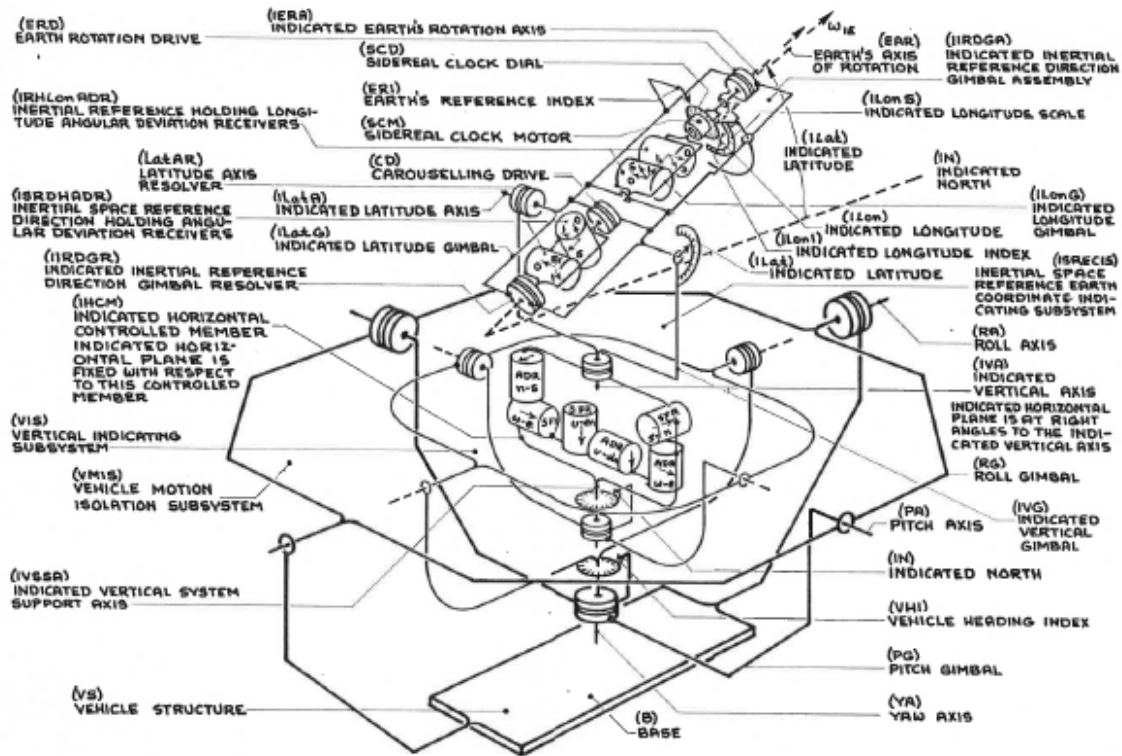 (ERD)
EARTH ROTATION DRIVE
(IERA)
INDICATED EARTH'S ROTATION AXIS
(SCD)
SIDEREAL CLOCK DIAL
(ERI)
EARTH'S REFERENCE INDEX
(SCM)
SIDEREAL CLOCK MOTOR
(CD)
CAROUSELLING DRIVE
(IRHLonADR)
INERTIAL REFERENCE HOLDING LONGI-
TUDE ANGULAR DEVIATION RECEIVERS
(LatAR)
LATITUDE AXIS
RESOLVER
(ISRDHADR)
INERTIAL SPACE REFERENCE
DIRECTION HOLDING ANGU-
LAR DEVIATION RECEIVERS
(ILatA)
INDICATED LATITUDE AXIS
(ILatG)
INDICATED LATITUDE GIMBAL
(IIRDGR)
INDICATED INERTIAL REFERENCE
DIRECTION GIMBAL RESOLVER
(IHCM)
INDICATED HORIZONTAL
CONTROLLED MEMBER
INDICATED HORIZ-
ONTAL PLANE IS
FIXED WITH RESPECT
TO THIS CONTROLLED
MEMBER
(VIS)
VERTICAL INDICATING
SUBSYSTEM
(VMIS)
VEHICLE MOTION
ISOLATION SUBSYSTEM
(IVSSA)
INDICATED VERTICAL SYSTEM
SUPPORT AXIS
(VS)
VEHICLE STRUCTURE
(B)
BASE
ωIE
(EAR)
EARTH'S AXIS
OF ROTATION
(IIRDGA)
INDICATED INERTIAL
REFERENCE DIRECTION
GIMBAL ASSEMBLY
(ILonS)
INDICATED LONGITUDE SCALE
(ILat)
INDICATED
LATITUDE
(IN)
INDICATED
NORTH
(ILonG)
INDICATED
LONGITUDE
GIMBAL
(ILon)
INDICATED LONGITUDE
(ILonI)
INDICATED LONGITUDE INDEX
(ILat)
INDICATED LATITUDE
(ISRECIS)
INERTIAL SPACE
REFERENCE EARTH
COORDINATE INDI-
CATING SUBSYSTEM
(RA)
ROLL AXIS
(IVA)
INDICATED
VERTICAL AXIS
INDICATED HORIZONTAL
PLANE IS AT RIGHT
ANGLES TO THE INDI-
CATED VERTICAL AXIS
(RG)
ROLL GIMBAL
(PA)
PITCH AXIS
(IVG)
INDICATED
VERTICAL
GIMBAL
(IN)
INDICATED NORTH
(VHI)
VEHICLE HEADING INDEX
(PG)
PITCH GIMBAL
(YA)
YAW AXIS
ADR
n-s
ADR
ADR
w-e